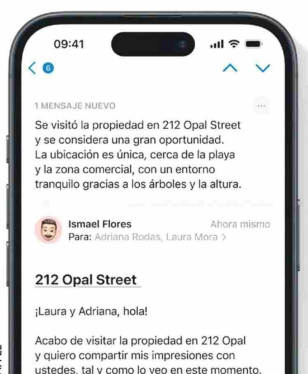 09:41
6
1 MENSAJE NUEVO
Se visitó la propiedad en 212 Opal Street
y se considera una gran oportunidad.
La ubicación es única, cerca de la playa
y la zona comercial, con un entorno
tranquilo gracias a los árboles y la altura.
Ismael Flores
Ahora mismo
Para: Adriana Rodas, Laura Mora >
212 Opal Street
¡Laura y Adriana, hola!
Acabo de visitar la propiedad en 212 Opal
y quiero compartir mis impresiones con
ustedes, tal y como lo veo en este momento.